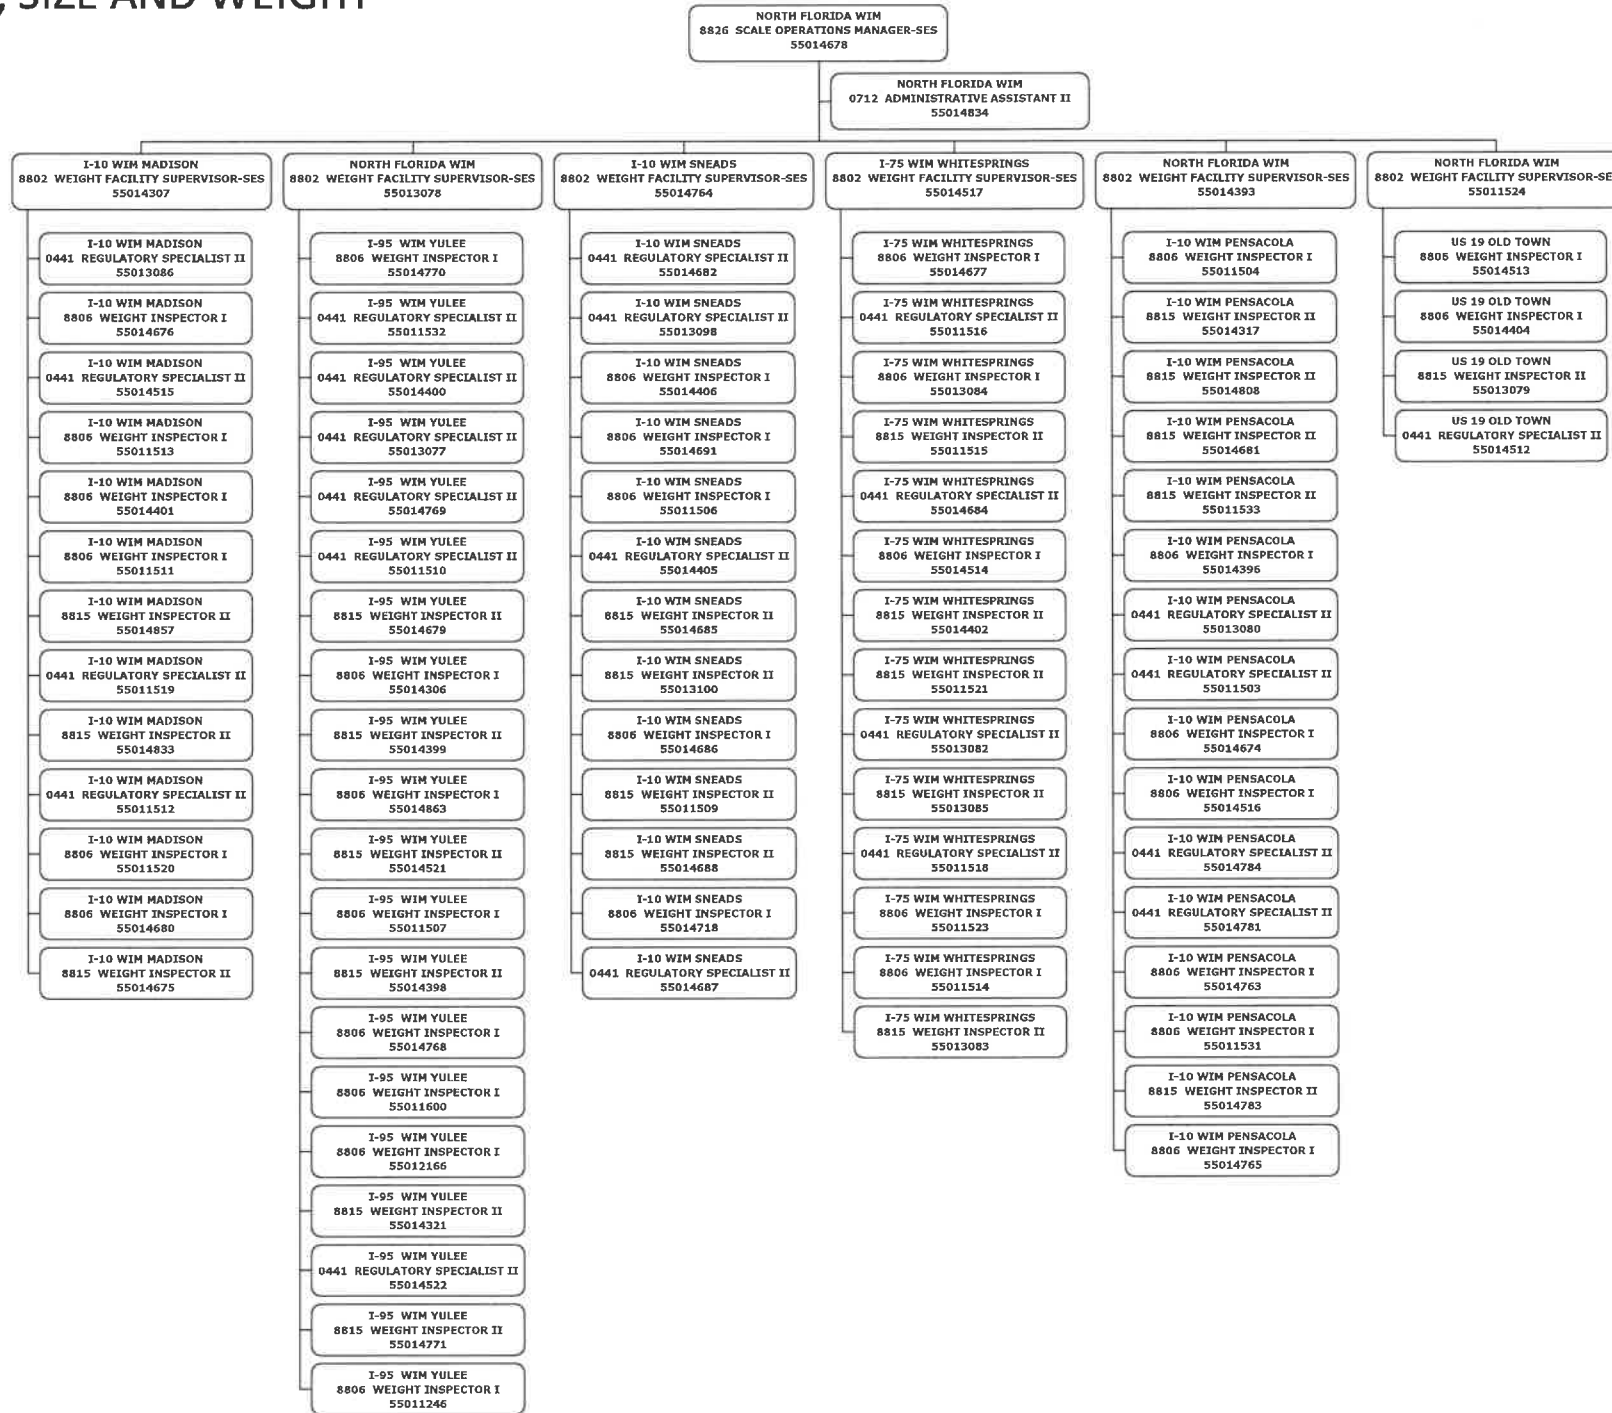 , SIZE AND WEIGHT
NORTH FLORIDA WIM
8826 SCALE OPERATIONS MANAGER-SES
55014678
NORTH FLORIDA WIM
0712 ADMINISTRATIVE ASSISTANT II
55014834
I-10 WIM MADISON
8802 WEIGHT FACILITY SUPERVISOR-SES
55014307
I-10 WIM MADISON
0441 REGULATORY SPECIALIST II
55013086
I-10 WIM MADISON
8806 WEIGHT INSPECTOR I
55014676
I-10 WIM MADISON
0441 REGULATORY SPECIALIST II
55014515
I-10 WIM MADISON
8806 WEIGHT INSPECTOR I
55011513
I-10 WIM MADISON
8806 WEIGHT INSPECTOR I
55014401
I-10 WIM MADISON
8806 WEIGHT INSPECTOR I
55011511
I-10 WIM MADISON
8815 WEIGHT INSPECTOR II
55014857
I-10 WIM MADISON
0441 REGULATORY SPECIALIST II
55011519
I-10 WIM MADISON
8815 WEIGHT INSPECTOR II
55014833
I-10 WIM MADISON
0441 REGULATORY SPECIALIST II
55011512
I-10 WIM MADISON
8806 WEIGHT INSPECTOR I
55011520
I-10 WIM MADISON
8806 WEIGHT INSPECTOR I
55014680
I-10 WIM MADISON
8815 WEIGHT INSPECTOR II
55014675
NORTH FLORIDA WIM
8802 WEIGHT FACILITY SUPERVISOR-SES
55013078
I-95 WIM YULEE
8806 WEIGHT INSPECTOR I
55014770
I-95 WIM YULEE
0441 REGULATORY SPECIALIST II
55011532
I-95 WIM YULEE
0441 REGULATORY SPECIALIST II
55014400
I-95 WIM YULEE
0441 REGULATORY SPECIALIST II
55013077
I-95 WIM YULEE
0441 REGULATORY SPECIALIST II
55014769
I-95 WIM YULEE
0441 REGULATORY SPECIALIST II
55011510
I-95 WIM YULEE
8815 WEIGHT INSPECTOR II
55014679
I-95 WIM YULEE
8806 WEIGHT INSPECTOR I
55014306
I-95 WIM YULEE
8815 WEIGHT INSPECTOR II
55014399
I-95 WIM YULEE
8806 WEIGHT INSPECTOR I
55014863
I-95 WIM YULEE
8815 WEIGHT INSPECTOR II
55014521
I-95 WIM YULEE
8806 WEIGHT INSPECTOR I
55011507
I-95 WIM YULEE
8815 WEIGHT INSPECTOR II
55014398
I-95 WIM YULEE
8806 WEIGHT INSPECTOR I
55014768
I-95 WIM YULEE
8806 WEIGHT INSPECTOR I
55011600
I-95 WIM YULEE
8806 WEIGHT INSPECTOR I
55012166
I-95 WIM YULEE
8815 WEIGHT INSPECTOR II
55014321
I-95 WIM YULEE
0441 REGULATORY SPECIALIST II
55014522
I-95 WIM YULEE
8815 WEIGHT INSPECTOR II
55014771
I-95 WIM YULEE
8806 WEIGHT INSPECTOR I
55011246
I-10 WIM SNEADS
8802 WEIGHT FACILITY SUPERVISOR-SES
55014764
I-10 WIM SNEADS
0441 REGULATORY SPECIALIST II
55014682
I-10 WIM SNEADS
0441 REGULATORY SPECIALIST II
55013098
I-10 WIM SNEADS
8806 WEIGHT INSPECTOR I
55014406
I-10 WIM SNEADS
8806 WEIGHT INSPECTOR I
55014691
I-10 WIM SNEADS
8806 WEIGHT INSPECTOR I
55011506
I-10 WIM SNEADS
0441 REGULATORY SPECIALIST II
55014405
I-10 WIM SNEADS
8815 WEIGHT INSPECTOR II
55014685
I-10 WIM SNEADS
8815 WEIGHT INSPECTOR II
55013100
I-10 WIM SNEADS
8806 WEIGHT INSPECTOR I
55014686
I-10 WIM SNEADS
8815 WEIGHT INSPECTOR II
55011509
I-10 WIM SNEADS
8815 WEIGHT INSPECTOR II
55014688
I-10 WIM SNEADS
8806 WEIGHT INSPECTOR I
55014718
I-10 WIM SNEADS
0441 REGULATORY SPECIALIST II
55014687
I-75 WIM WHITESPRINGS
8802 WEIGHT FACILITY SUPERVISOR-SES
55014517
I-75 WIM WHITESPRINGS
8806 WEIGHT INSPECTOR I
55014677
I-75 WIM WHITESPRINGS
0441 REGULATORY SPECIALIST II
55011516
I-75 WIM WHITESPRINGS
8806 WEIGHT INSPECTOR I
55013084
I-75 WIM WHITESPRINGS
8815 WEIGHT INSPECTOR II
55011515
I-75 WIM WHITESPRINGS
0441 REGULATORY SPECIALIST II
55014684
I-75 WIM WHITESPRINGS
8806 WEIGHT INSPECTOR I
55014514
I-75 WIM WHITESPRINGS
8815 WEIGHT INSPECTOR II
55014402
I-75 WIM WHITESPRINGS
8815 WEIGHT INSPECTOR II
55011521
I-75 WIM WHITESPRINGS
0441 REGULATORY SPECIALIST II
55013082
I-75 WIM WHITESPRINGS
8815 WEIGHT INSPECTOR II
55013085
I-75 WIM WHITESPRINGS
0441 REGULATORY SPECIALIST II
55011518
I-75 WIM WHITESPRINGS
8806 WEIGHT INSPECTOR I
55011523
I-75 WIM WHITESPRINGS
8806 WEIGHT INSPECTOR I
55011514
I-75 WIM WHITESPRINGS
8815 WEIGHT INSPECTOR II
55013083
NORTH FLORIDA WIM
8802 WEIGHT FACILITY SUPERVISOR-SES
55014393
I-10 WIM PENSACOLA
8806 WEIGHT INSPECTOR I
55011504
I-10 WIM PENSACOLA
8815 WEIGHT INSPECTOR II
55014317
I-10 WIM PENSACOLA
8815 WEIGHT INSPECTOR II
55014808
I-10 WIM PENSACOLA
8815 WEIGHT INSPECTOR II
55014681
I-10 WIM PENSACOLA
8815 WEIGHT INSPECTOR II
55011533
I-10 WIM PENSACOLA
8806 WEIGHT INSPECTOR I
55014396
I-10 WIM PENSACOLA
0441 REGULATORY SPECIALIST II
55013080
I-10 WIM PENSACOLA
0441 REGULATORY SPECIALIST II
55011503
I-10 WIM PENSACOLA
8806 WEIGHT INSPECTOR I
55014674
I-10 WIM PENSACOLA
8806 WEIGHT INSPECTOR I
55014516
I-10 WIM PENSACOLA
0441 REGULATORY SPECIALIST II
55014784
I-10 WIM PENSACOLA
0441 REGULATORY SPECIALIST II
55014781
I-10 WIM PENSACOLA
8806 WEIGHT INSPECTOR I
55014763
I-10 WIM PENSACOLA
8806 WEIGHT INSPECTOR I
55011531
I-10 WIM PENSACOLA
8815 WEIGHT INSPECTOR II
55014783
I-10 WIM PENSACOLA
8806 WEIGHT INSPECTOR I
55014765
NORTH FLORIDA WIM
8802 WEIGHT FACILITY SUPERVISOR-SE
55011524
US 19 OLD TOWN
8806 WEIGHT INSPECTOR I
55014513
US 19 OLD TOWN
8806 WEIGHT INSPECTOR I
55014404
US 19 OLD TOWN
8815 WEIGHT INSPECTOR II
55013079
US 19 OLD TOWN
0441 REGULATORY SPECIALIST II
55014512